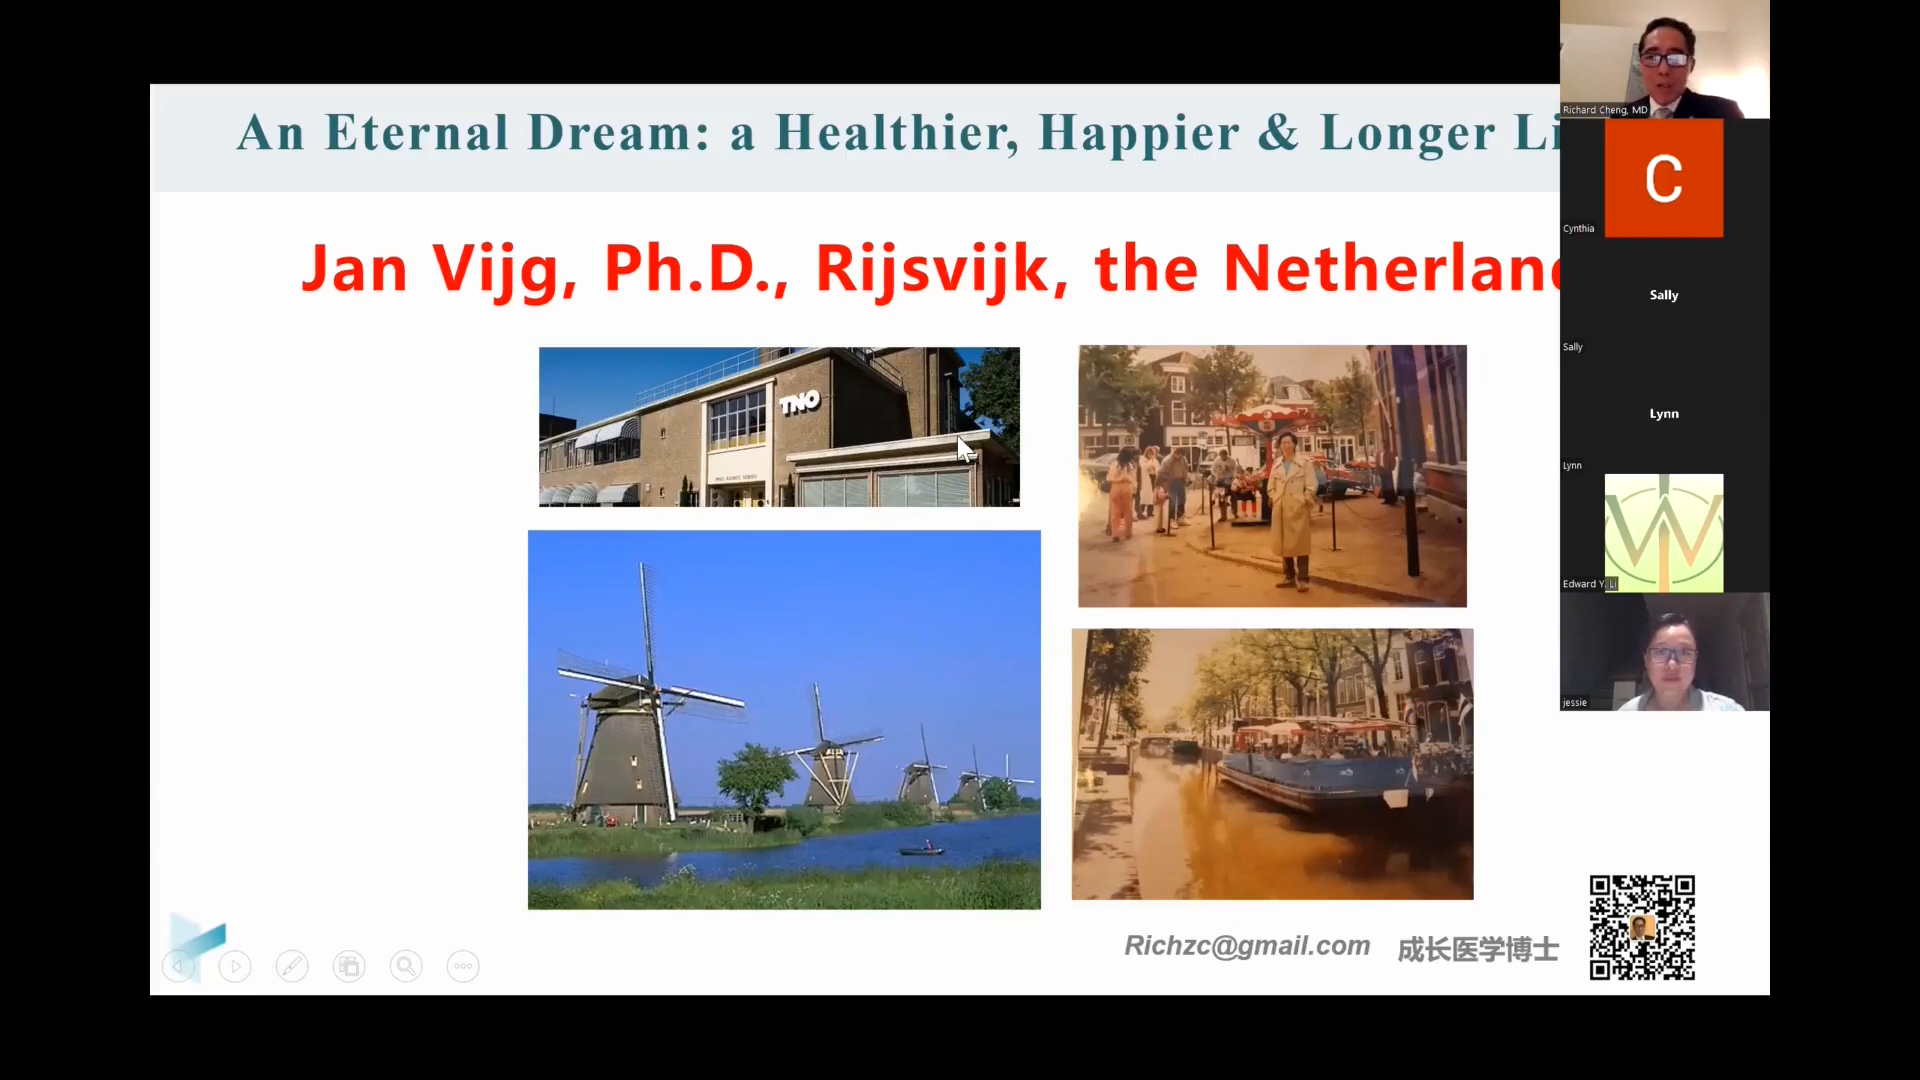 An Eternal Dream: a Healthier, Happier & Longer Li
Jan Vijg, Ph.D., Rijsvijk, the Netherlan
TNO
Richzc@gmail.com 成长医学博士
Richard Cheng, MD
C
Cynthia
Sally
Sally
Lynn
Lynn
W
Edward Y. Li
jessie